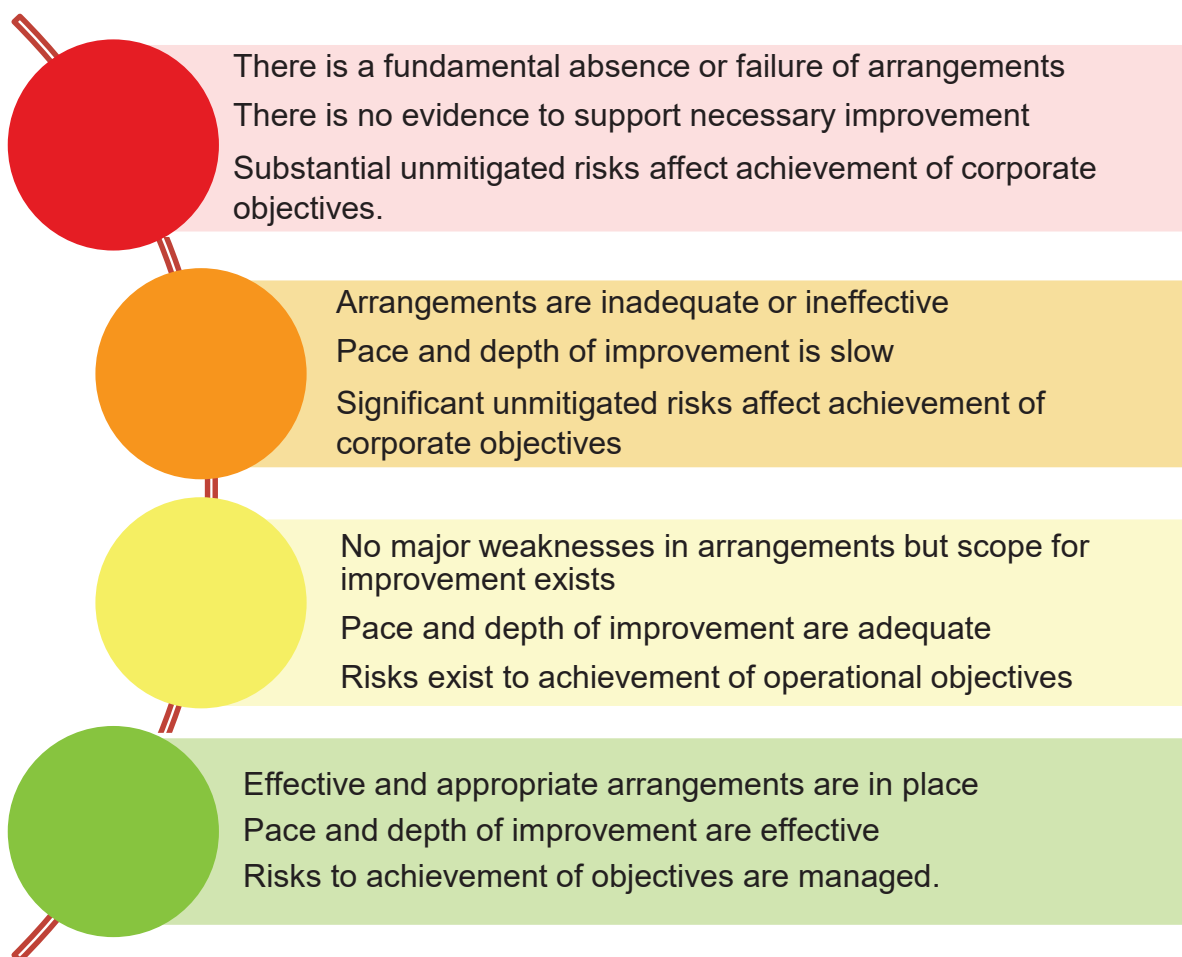 There is a fundamental absence or failure of arrangements
There is no evidence to support necessary improvement
Substantial unmitigated risks affect achievement of corporate
objectives.
Arrangements are inadequate or ineffective
Pace and depth of improvement is slow
Significant unmitigated risks affect achievement of
corporate objectives
No major weaknesses in arrangements but scope for
improvement exists
Pace and depth of improvement are adequate
Risks exist to achievement of operational objectives
Effective and appropriate arrangements are in place
Pace and depth of improvement are effective
Risks to achievement of objectives are managed.